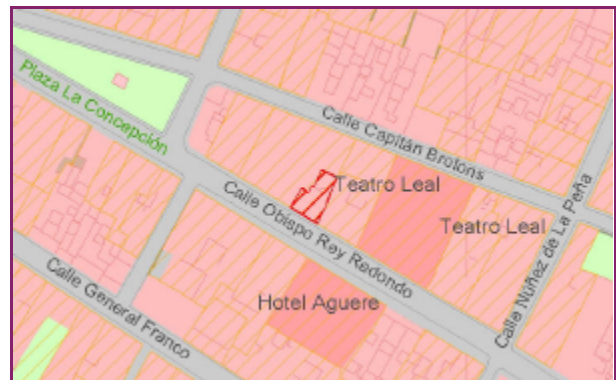 Plaza La Concepción
Calle Capitán Brotons
Teatro Leal
Teatro Leal
Calle Obispo Rey Redondo
Calle Núñez de La Peña
Hotel Aguere
Calle General Franco